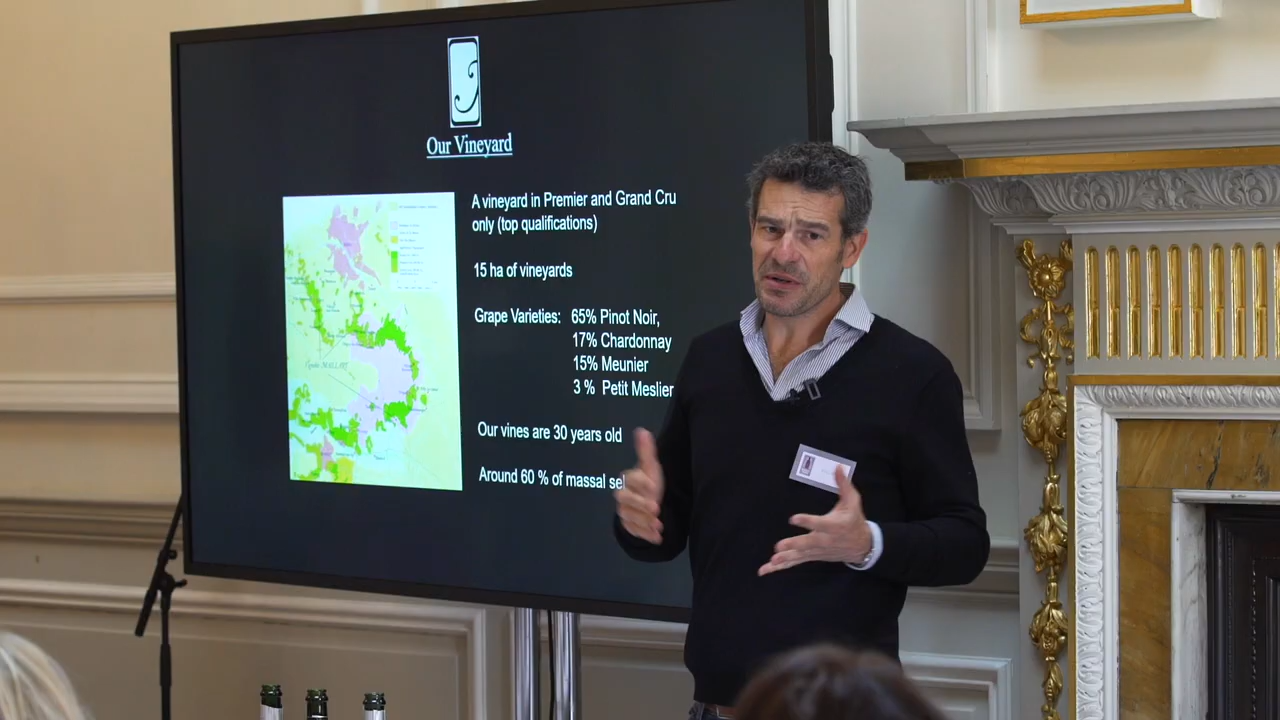 Our Vineyard
A vineyard in Premier and Grand Cru
only (top qualifications)
15 ha of vineyards
Grape Varieties: 65% Pinot Noir,
17% Chardonnay
15% Meunier
3 % Petit Meslier
Our vines are 30 years old
Around 60 % of massal sel